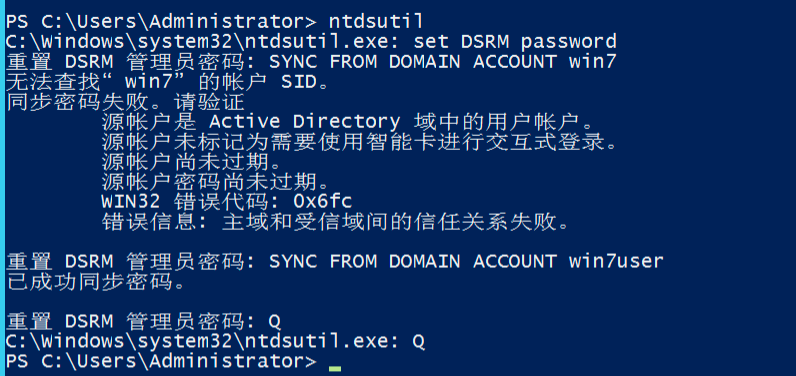 PS C:\Users\Administrator> ntdsutil
C:\Windows\system32\ntdsutil.exe: set DSRM password
重置 DSRM 管理员密码: SYNC FROM DOMAIN ACCOUNT win7
无法查找“ win7” 的帐户 SID。
同步密码失败。请验证
源帐户是 Active Directory 域中的用户帐户。
源帐户未标记为需要使用智能卡进行交互式登录。
源帐户尚未过期。
源帐户密码尚未过期。
WIN32 错误代码: 0x6fc
错误信息: 主域和受信域间的信任关系失败。
重置 DSRM 管理员密码: SYNC FROM DOMAIN ACCOUNT win7user
已成功同步密码。
重置 DSRM 管理员密码: Q
C:\Windows\system32\ntdsutil.exe: Q
PS C:\Users\Administrator>